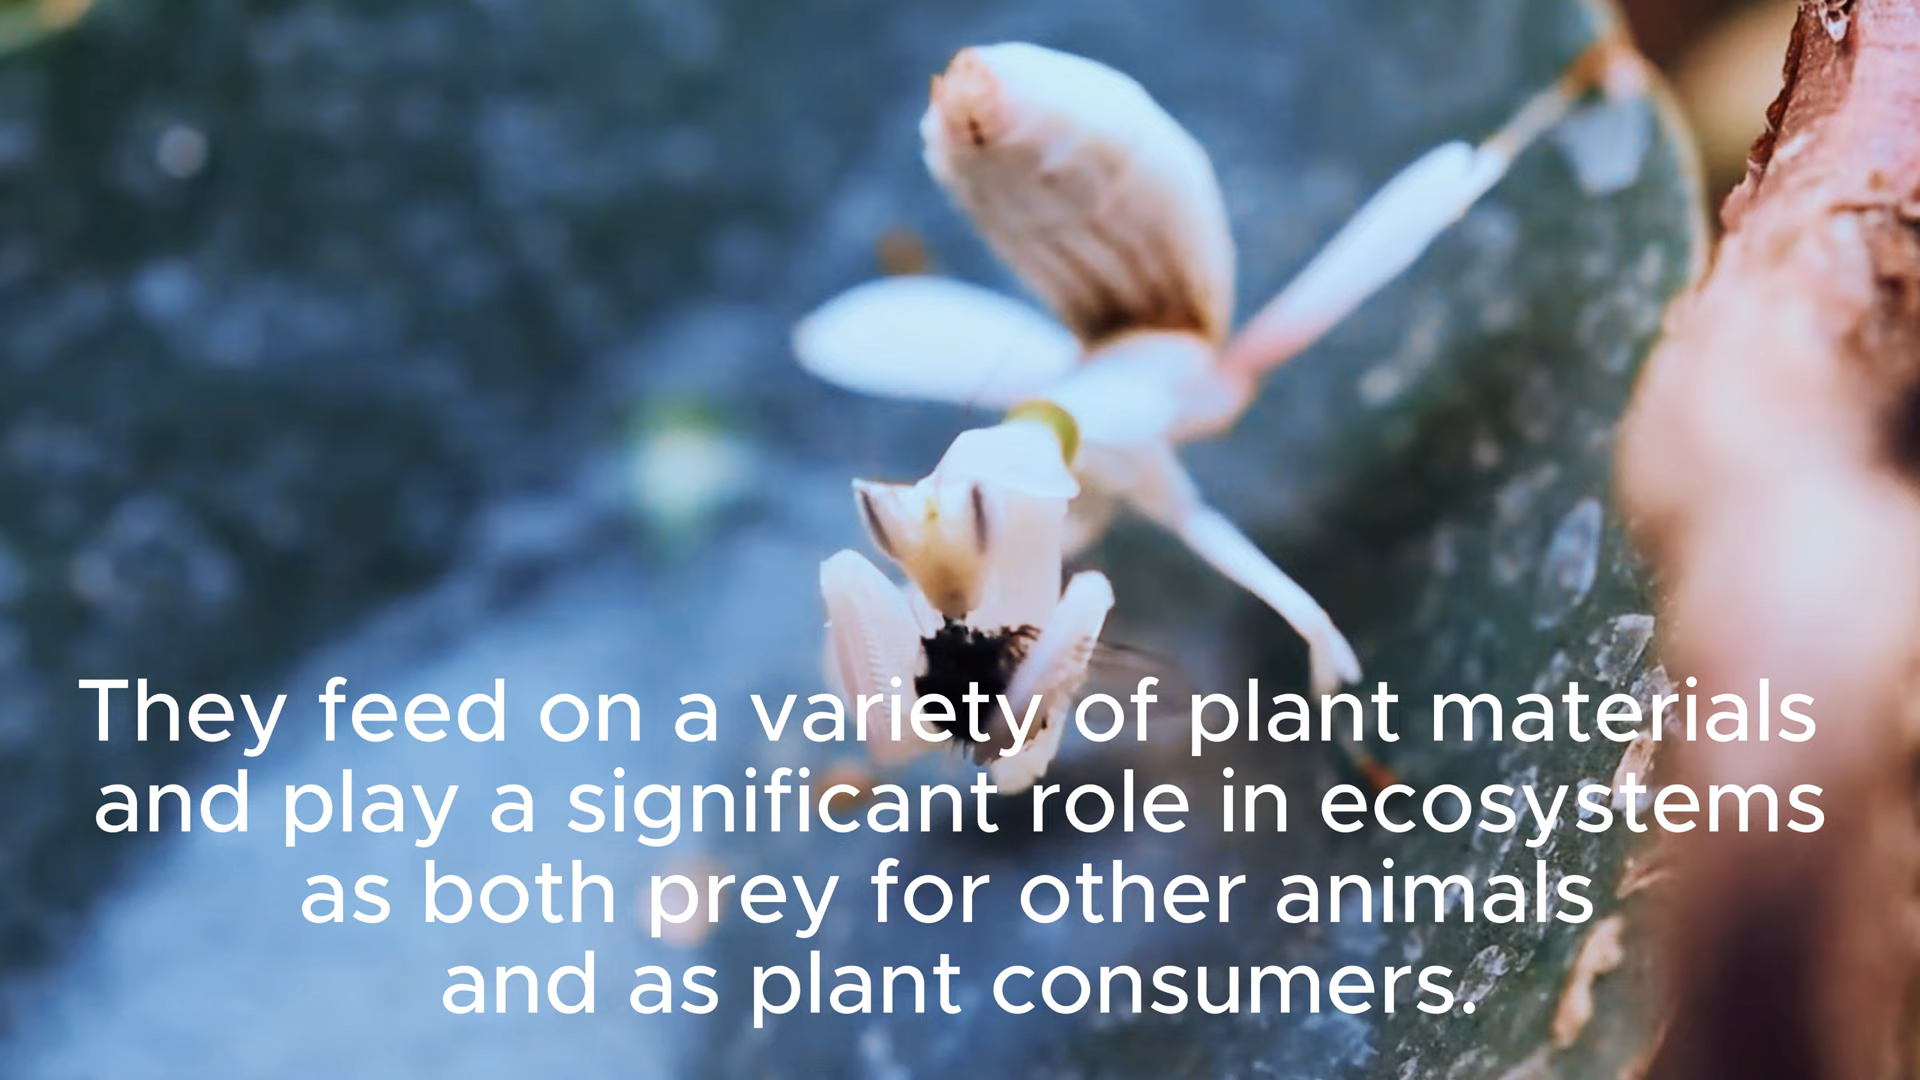 They feed on a variety of plant materials
and play a significant role in ecosystems
as both prey for other animals
and as plant consumers.